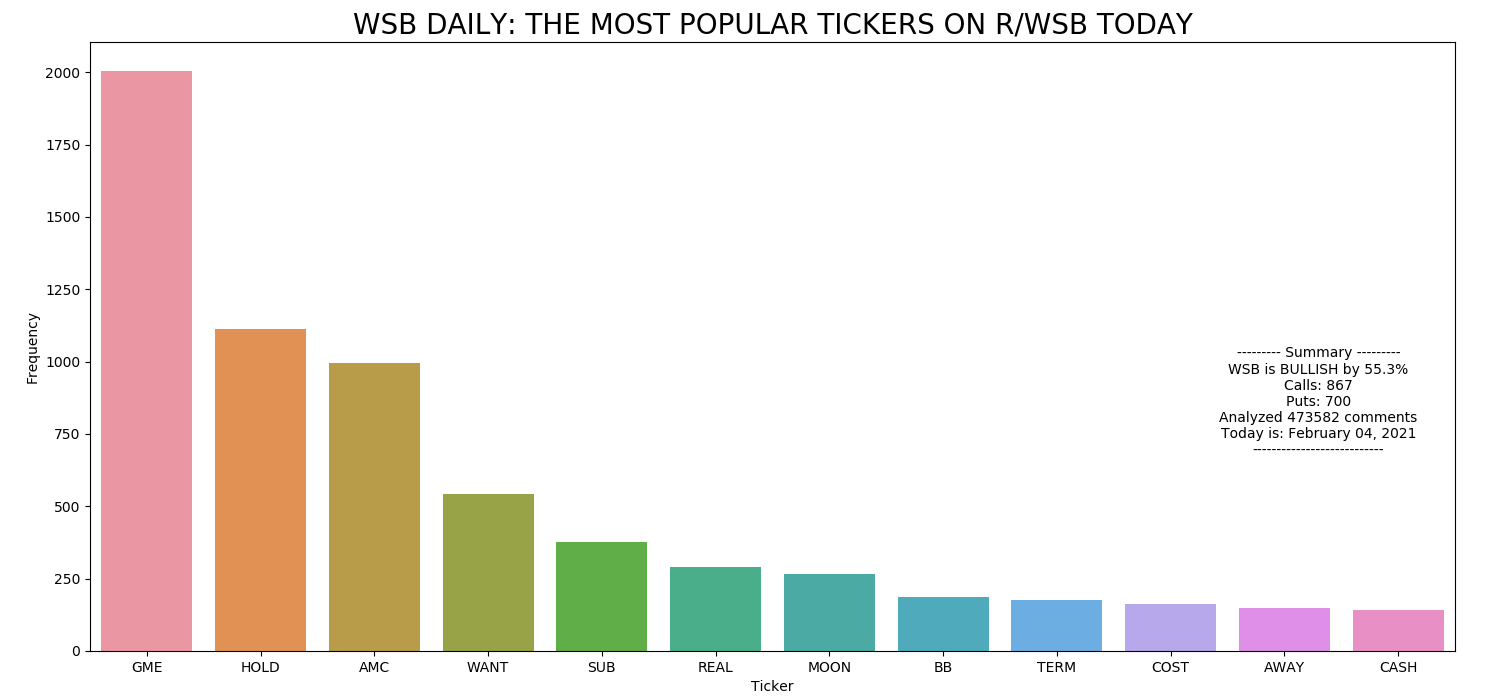 WSB DAILY: THE MOST POPULAR TICKERS ON R/WSB TODAY
2000
1750
1500
1250
1000
750
500
250
0
Frequency
--------- Summary ---------
WSB is BULLISH by 55.3%
Calls: 867
Puts: 700
Analyzed 473582 comments
Today is: February 04, 2021
---------------------------
GME HOLD AMC WANT SUB REAL MOON BB TERM COST AWAY CASH
Ticker